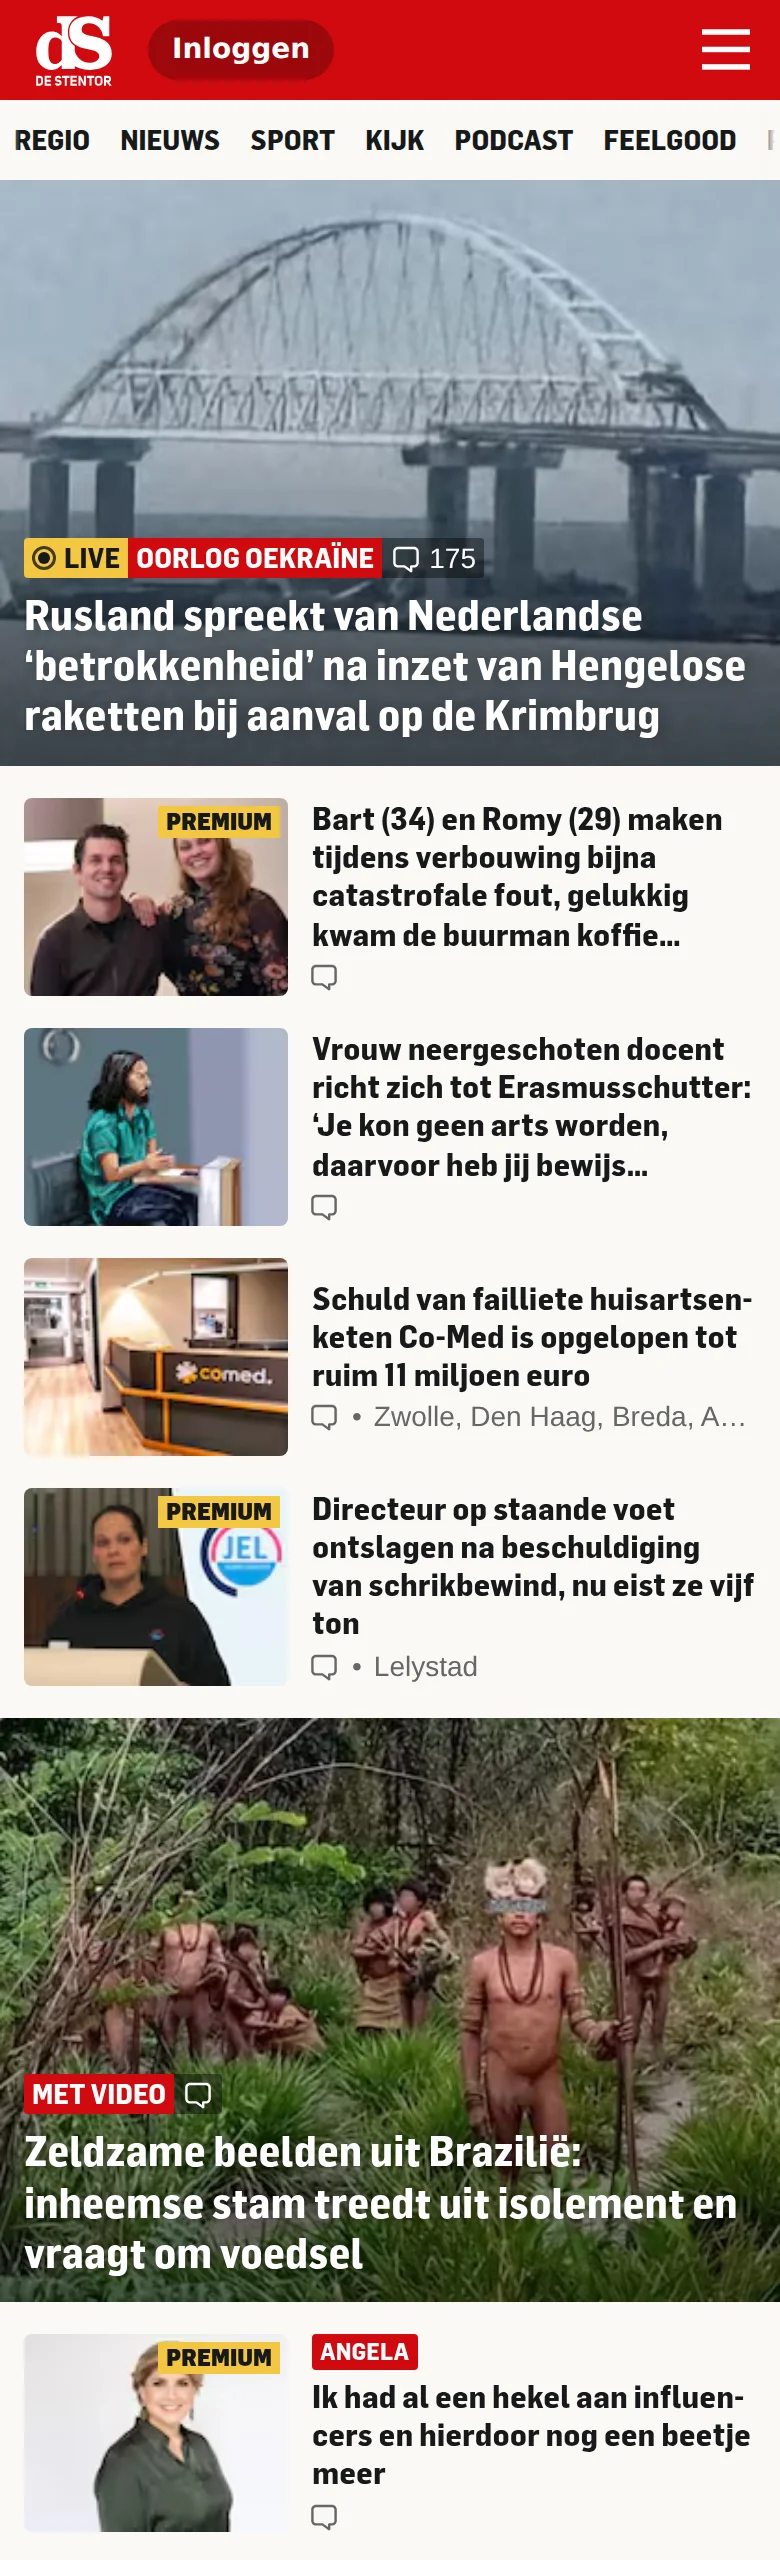 dS
DE STENTOR
Inloggen
REGIO NIEUWS SPORT KIJK PODCAST FEELGOOD
LIVE OORLOG OEKRAÏNE 175
Rusland spreekt van Nederlandse
‘betrokkenheid’ na inzet van Hengelose
raketten bij aanval op de Krimbrug
PREMIUM
Bart (34) en Romy (29) maken
tijdens verbouwing bijna
catastrofale fout, gelukkig
kwam de buurman koffie...
Vrouw neergeschoten docent
richt zich tot Erasmusschutter:
‘Je kon geen arts worden,
daarvoor heb jij bewijs...
comed.
Schuld van failliete huisartsen-
keten Co-Med is opgelopen tot
ruim 11 miljoen euro
• Zwolle, Den Haag, Breda, A...
PREMIUM
JEL
Directeur op staande voet
ontslagen na beschuldiging
van schrikbewind, nu eist ze vijf
ton
• Lelystad
MET VIDEO
Zeldzame beelden uit Brazilië:
inheemse stam treedt uit isolement en
vraagt om voedsel
PREMIUM
ANGELA
Ik had al een hekel aan influen-
cers en hierdoor nog een beetje
meer